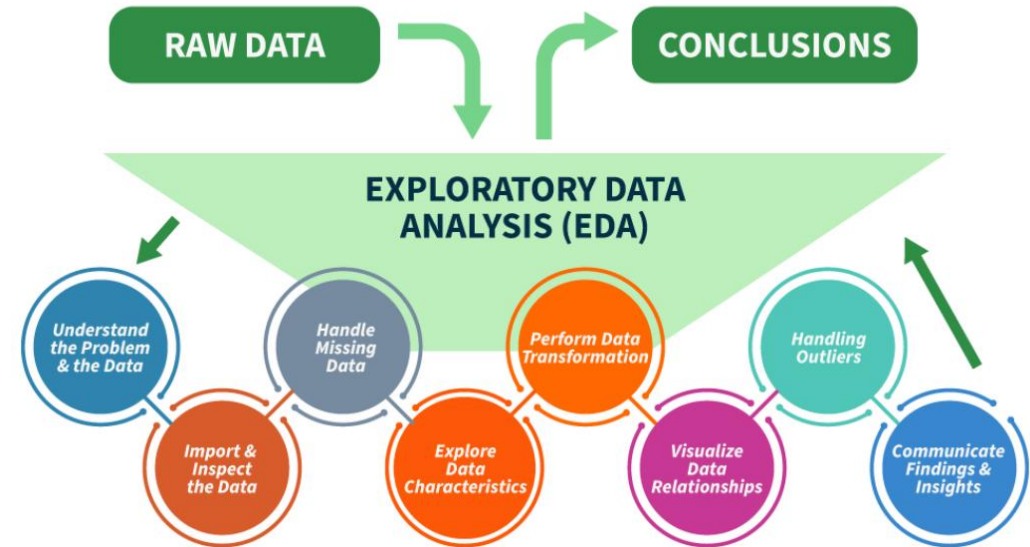 RAW DATA
CONCLUSIONS
EXPLORATORY DATA
ANALYSIS (EDA)
Understand
the Problem
& the Data
Import &
Inspect
the Data
Handle
Missing
Data
Explore
Data
Characteristics
Perform Data
Transformation
Visualize
Data
Relationships
Handling
Outliers
Communicate
Findings &
Insights